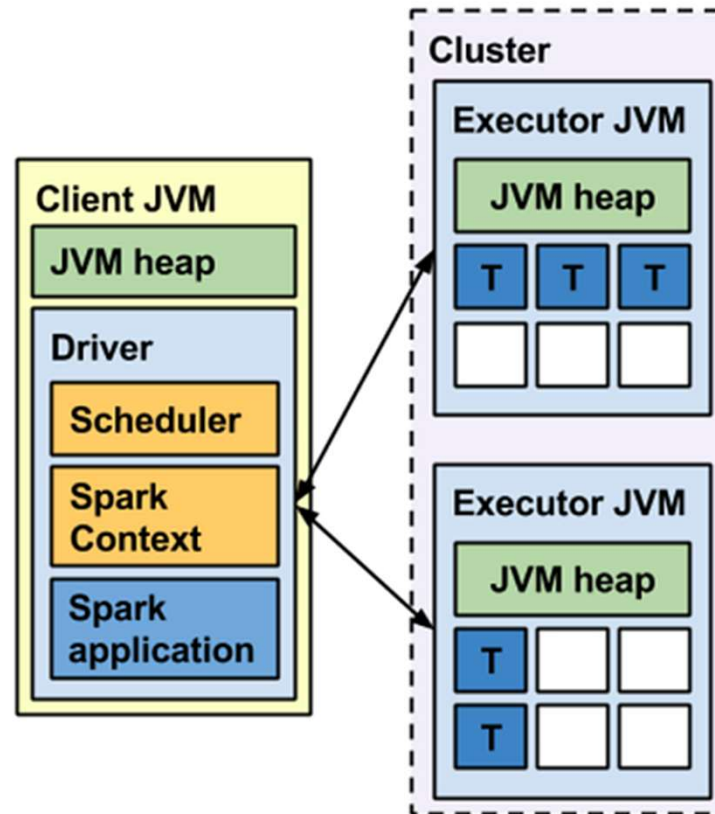 Client JVM
JVM heap
Driver
Scheduler
Spark
Context
Spark
application
Cluster
Executor JVM
JVM heap
T T T
Executor JVM
JVM heap
T
T